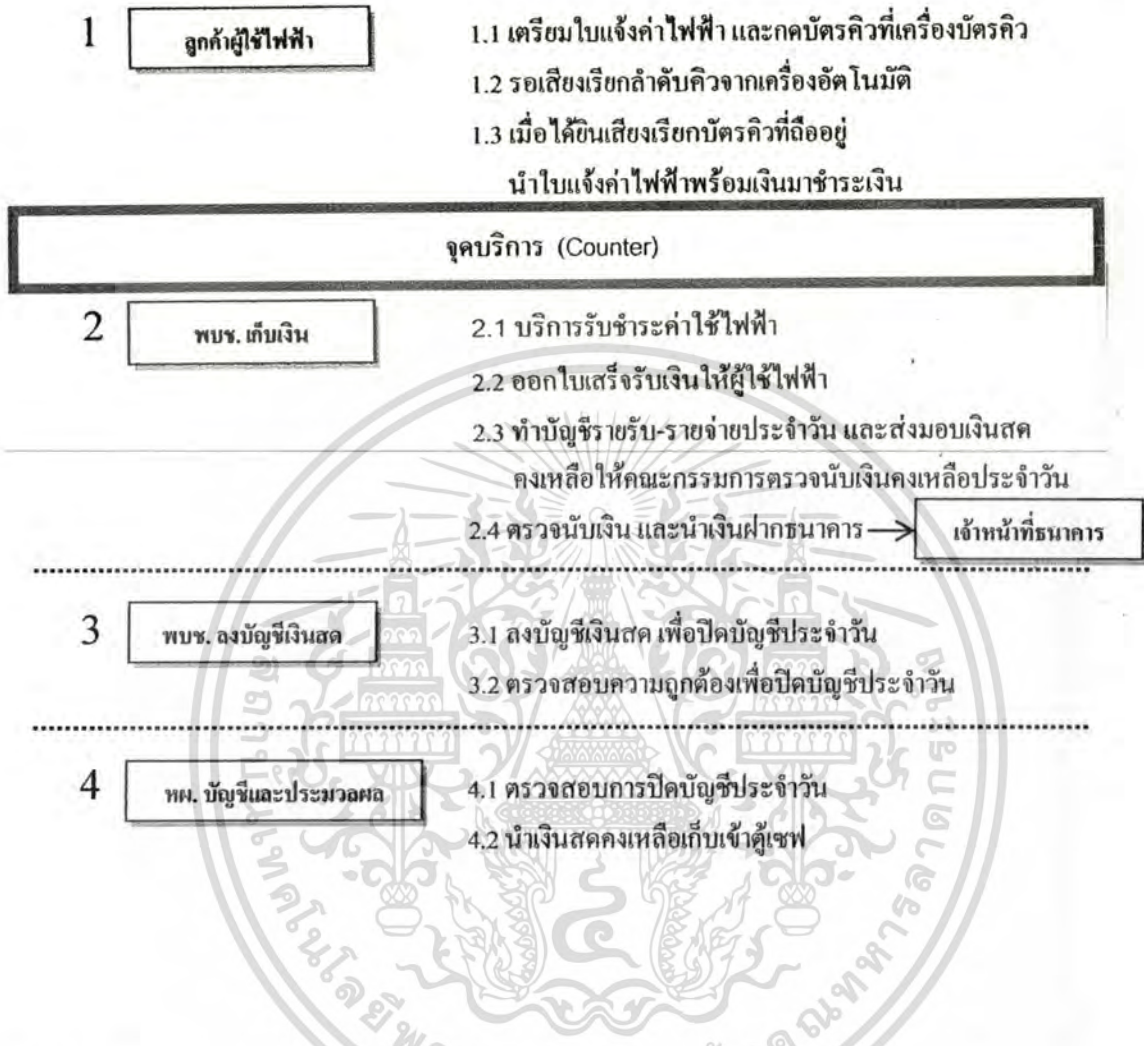 1 ลูกค้าผู้ใช้ไฟฟ้า 1.1 เตรียมใบแจ้งค่าไฟฟ้า และกดบัตรคิวที่เครื่องบัตรคิว
1.2 รอเสียงเรียกลำดับคิวจากเครื่องอัตโนมัติ
1.3 เมื่อได้ยินเสียงเรียกบัตรคิวที่ถืออยู่
นำใบแจ้งค่าไฟฟ้าพร้อมเงินมาชำระเงิน
จุดบริการ (Counter)
2 พบช. เก็บเงิน 2.1 บริการรับชำระค่าใช้ไฟฟ้า
2.2 ออกใบเสร็จรับเงินให้ผู้ใช้ไฟฟ้า
2.3 ทำบัญชีรายรับ-รายจ่ายประจำวัน และส่งมอบเงินสด
คงเหลือให้คณะกรรมการตรวจนับเงินคงเหลือประจำวัน
2.4 ตรวจนับเงิน และนำเงินฝากธนาคาร → เจ้าหน้าที่ธนาคาร
3 พบช. ลงบัญชีเงินสด 3.1 ลงบัญชีเงินสด เพื่อปิดบัญชีประจำวัน
3.2 ตรวจสอบความถูกต้องเพื่อปิดบัญชีประจำวัน
4 หผ. บัญชีและประมวลผล 4.1 ตรวจสอบการปิดบัญชีประจำวัน
4.2 นำเงินสดคงเหลือเก็บเข้าตู้เซฟ